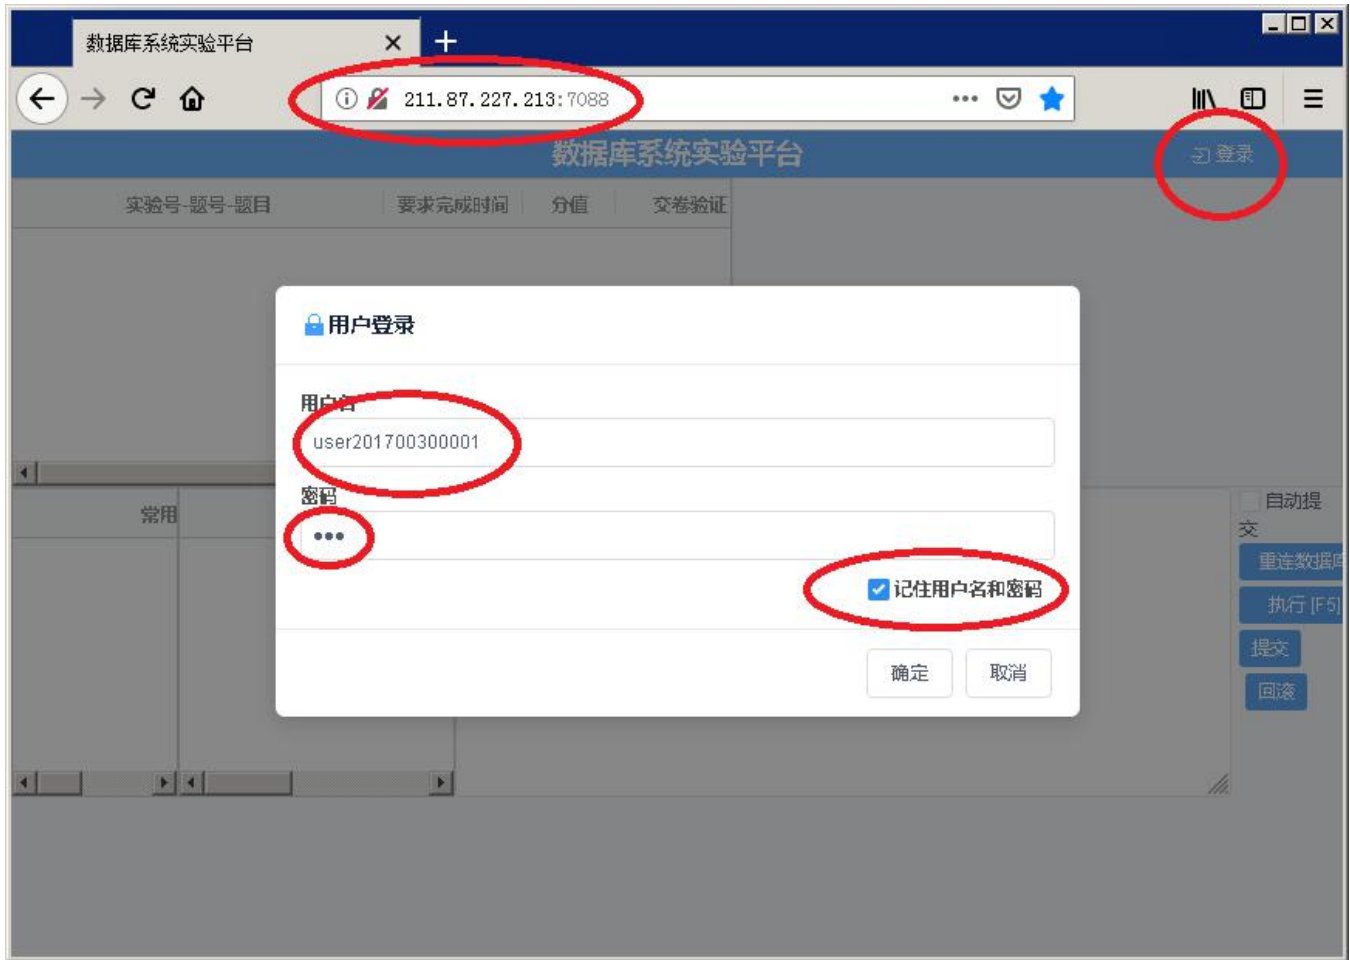 数据库系统实验平台
211.87.227.213:7088
数据库系统实验平台
登录
实验号-题号-题目 要求完成时间 分值 交卷验证
用户登录
用户名
user201700300001
密码
•••
记住用户名和密码
确定 取消
常用
自动提
交
重连数据库
执行 [F5]
提交
回滚